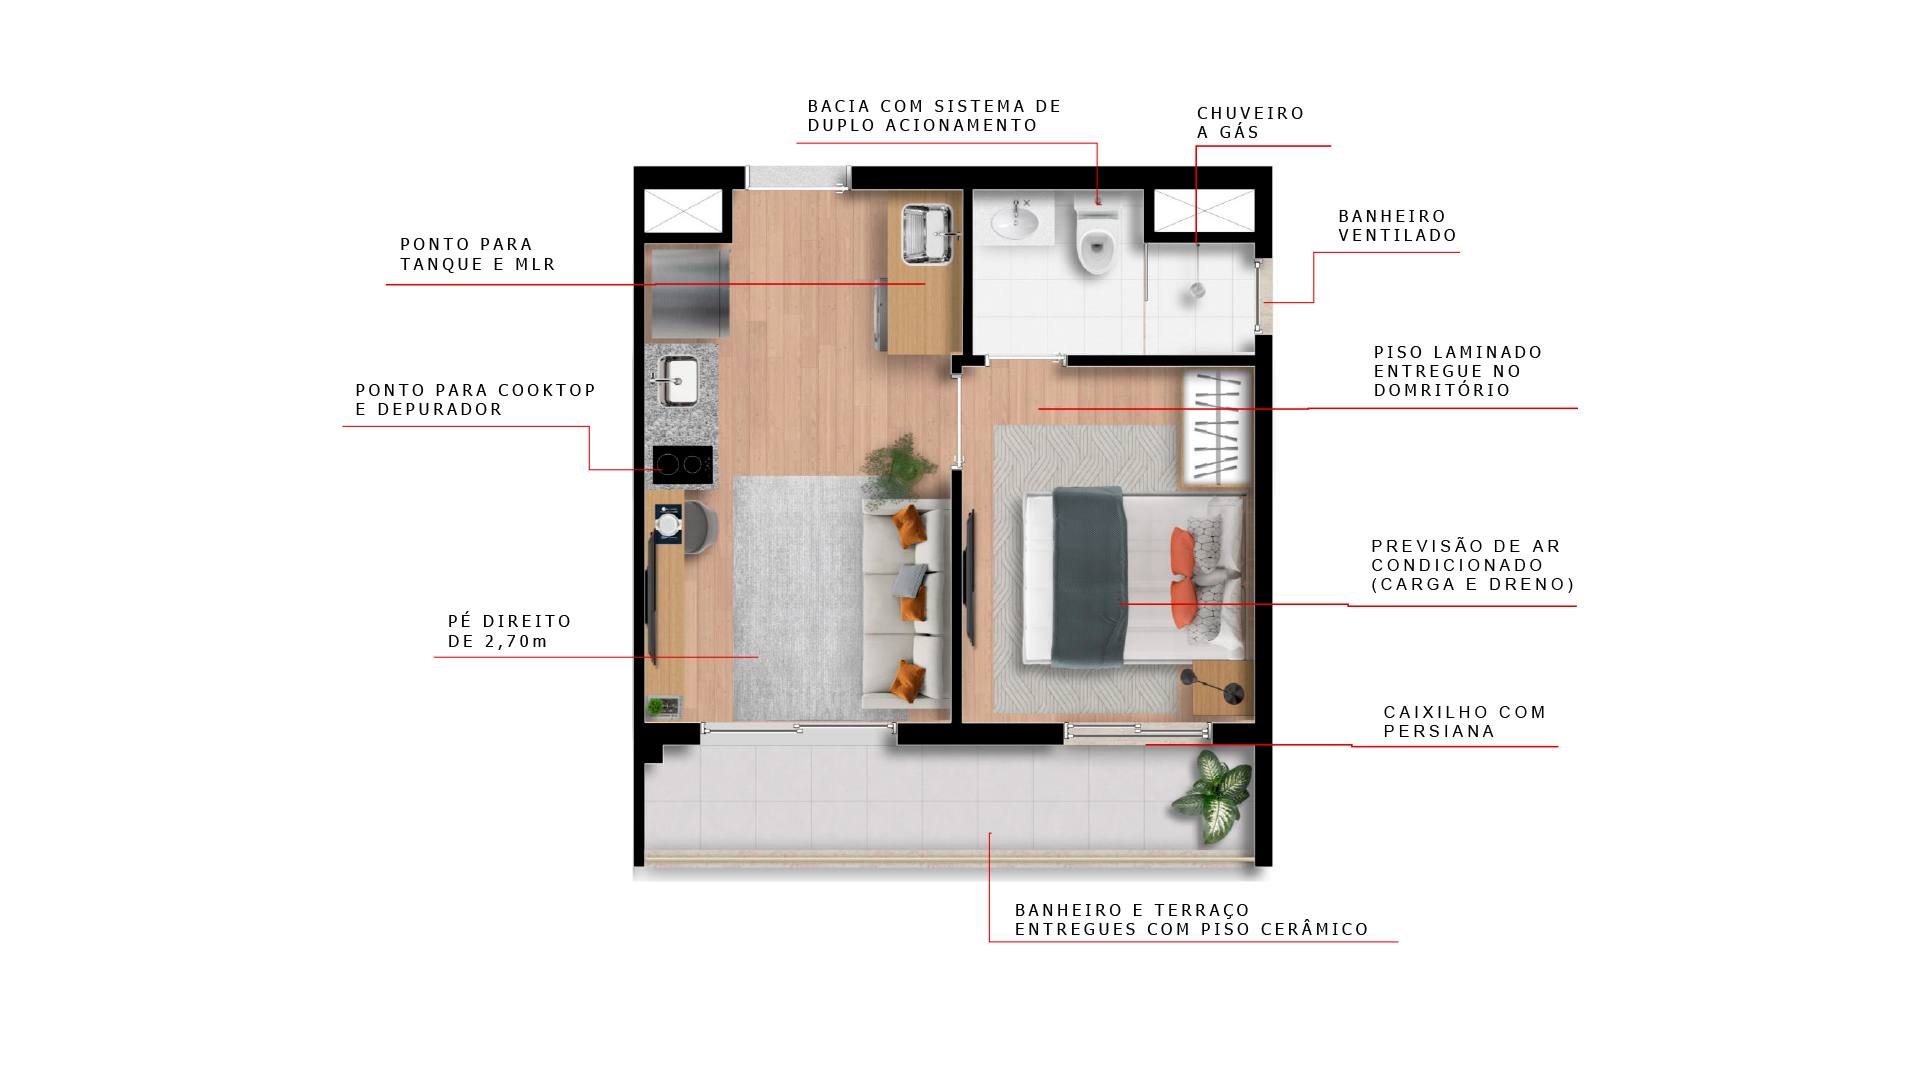 BACIA COM SISTEMA DE
DUPLO ACIONAMENTO
CHUVEIRO
A GÁS
BANHEIRO
VENTILADO
PONTO PARA
TANQUE E MLR
PISO LAMINADO
ENTREGUE NO
DOMRITÓRIO
PONTO PARA COOKTOP
E DEPURADOR
PREVISÃO DE AR
CONDICIONADO
(CARGA E DRENO)
PÉ DIREITO
DE 2,70m
CAIXILHO COM
PERSIANA
BANHEIRO E TERRAÇO
ENTREGUES COM PISO CERÂMICO